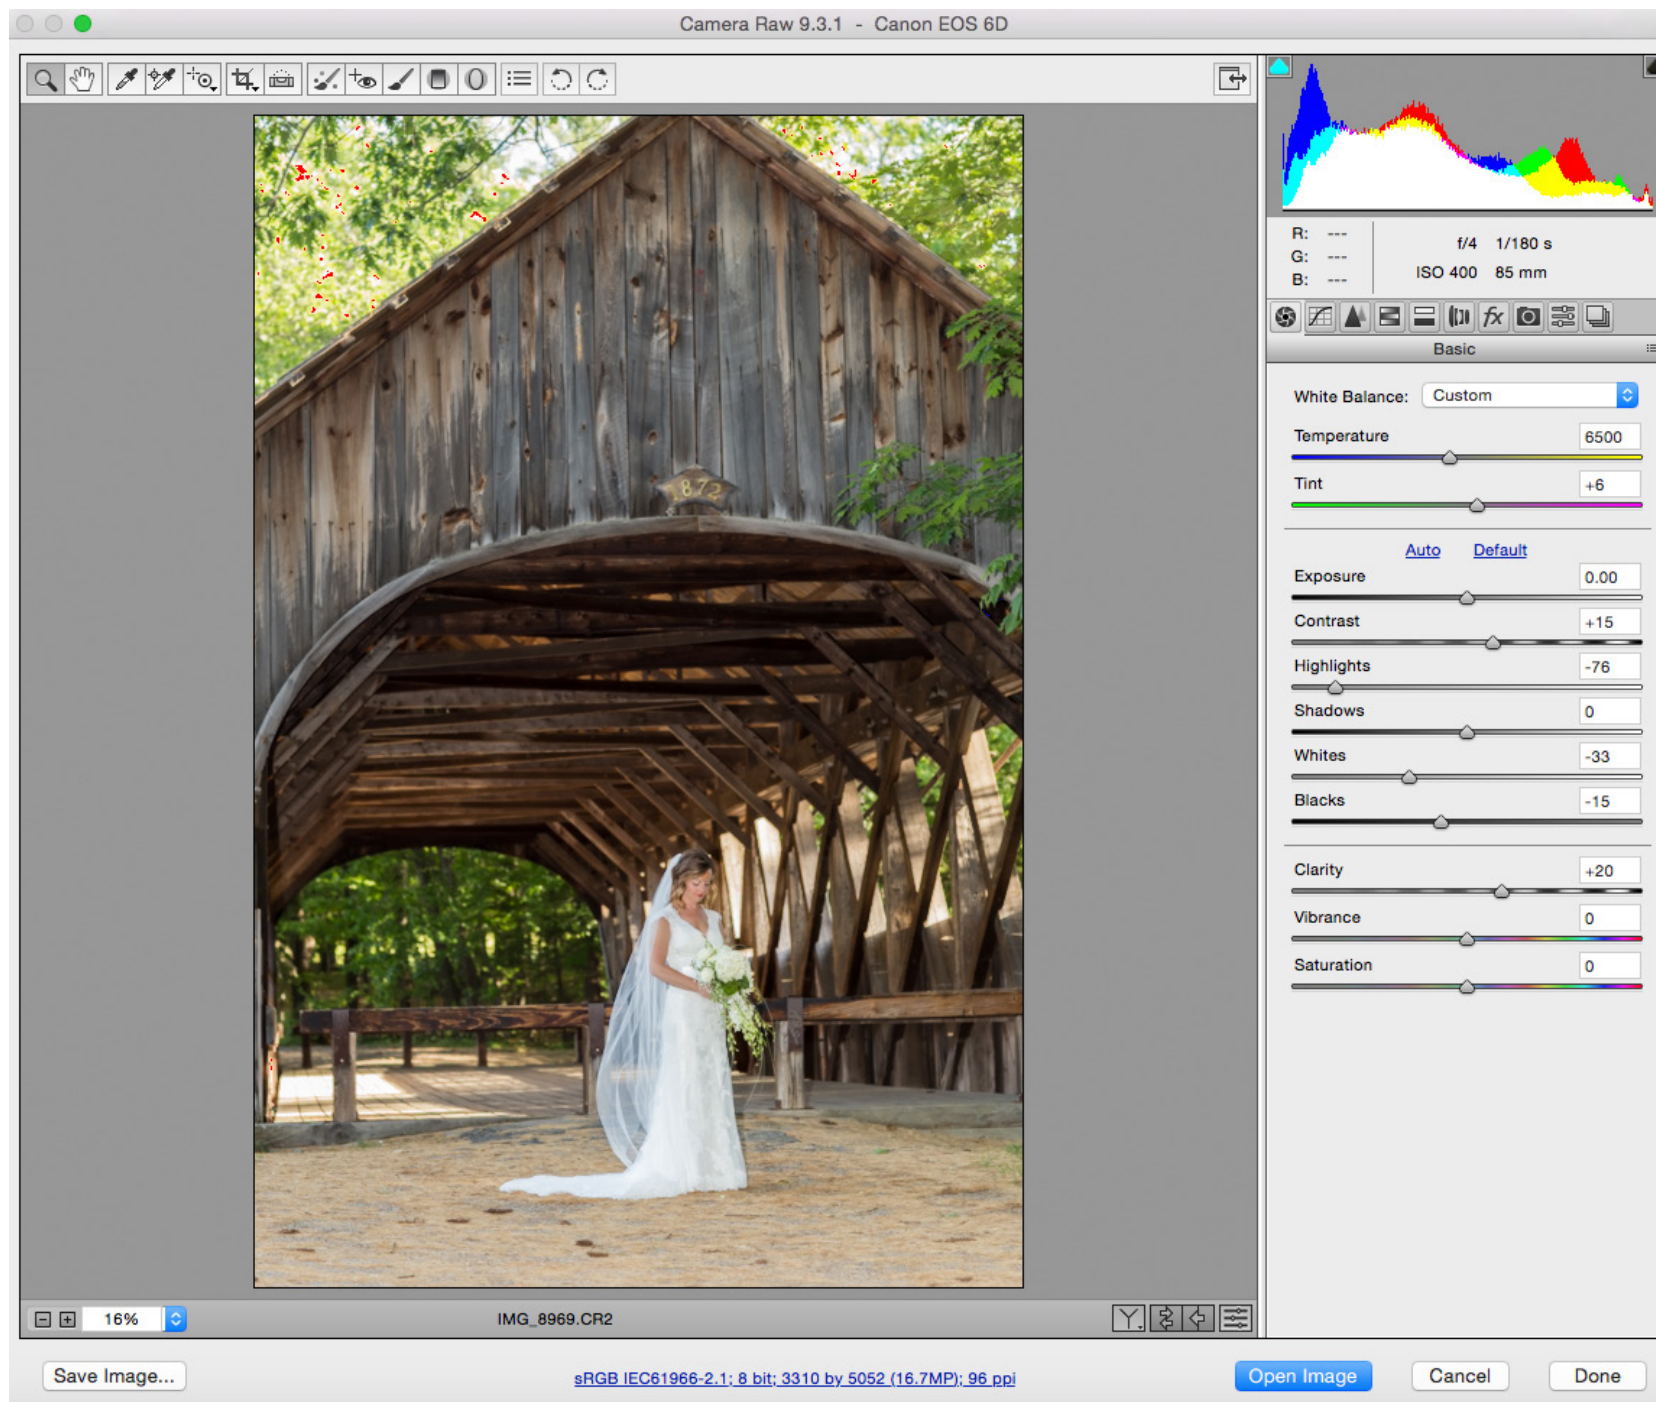 Camera Raw 9.3.1 - Canon EOS 6D
R: ---
G: ---
B: ---
f/4 1/180 s
ISO 400 85 mm
fx
Basic
White Balance: Custom
Temperature 6500
Tint +6
Auto Default
Exposure 0.00
Contrast +15
Highlights -76
Shadows 0
Whites -33
Blacks -15
Clarity +20
Vibrance 0
Saturation 0
1872
16%
IMG_8969.CR2
Y
Save Image...
sRGB IEC61966-2.1; 8 bit; 3310 by 5052 (16.7MP); 96 ppi
Open Image
Cancel
Done